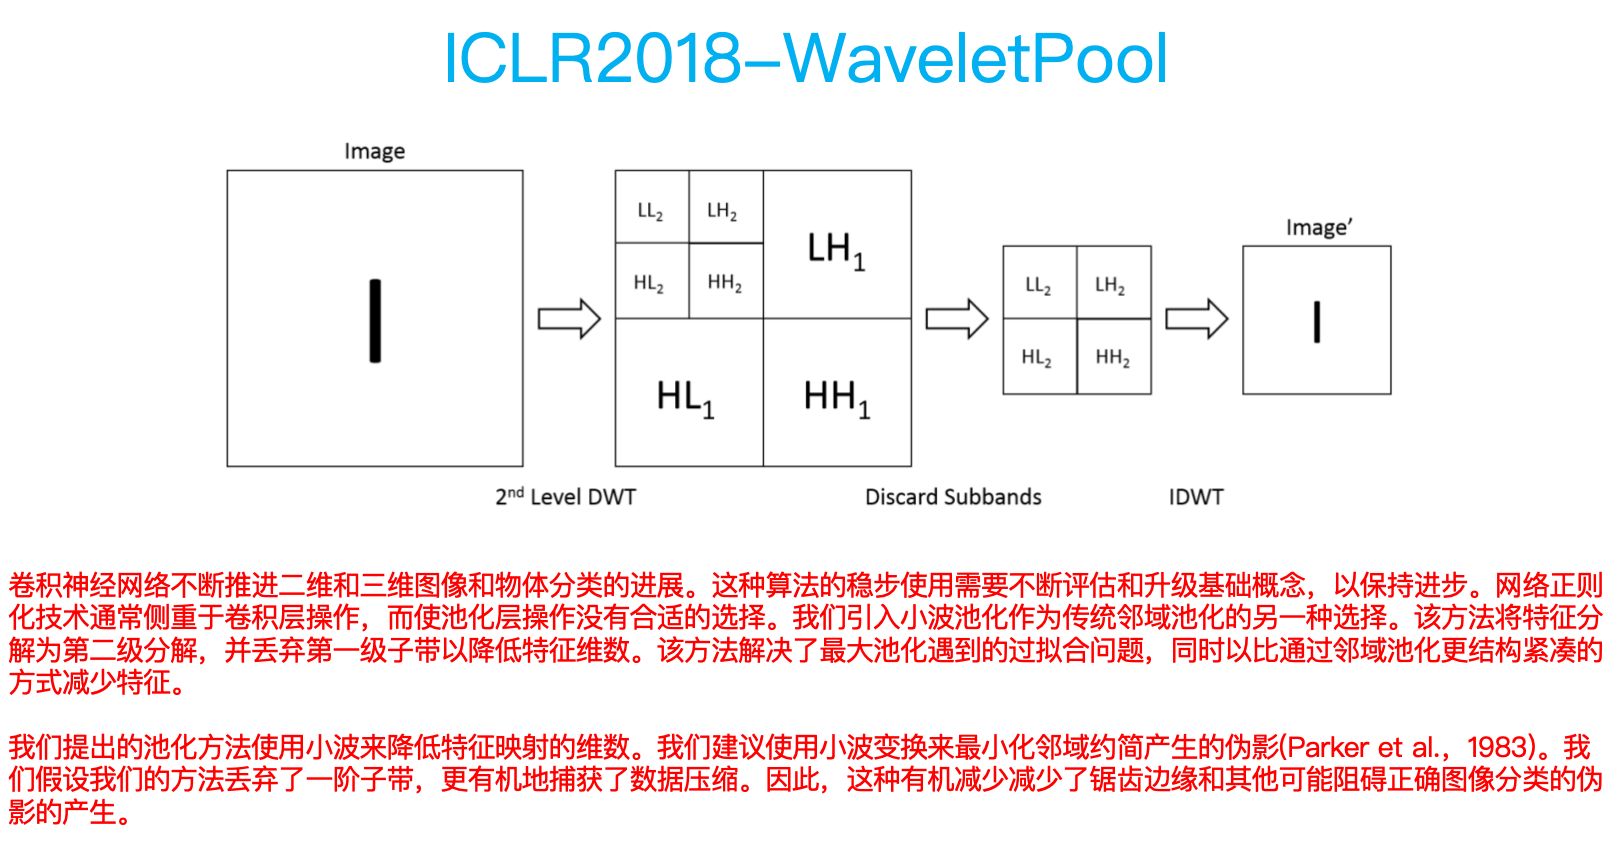 ICLR2018-WaveletPool
Image
I
LL2 LH2
HL2 HH2
LH1
HL1
HH1
LL2 LH2
HL2 HH2
Image’
I
2nd Level DWT
Discard Subbands
IDWT
卷积神经网络不断推进二维和三维图像和物体分类的进展。这种算法的稳步使用需要不断评估和升级基础概念，以保持进步。网络正则
化技术通常侧重于卷积层操作，而使池化层操作没有合适的选择。我们引入小波池化作为传统邻域池化的另一种选择。该方法将特征分
解为第二级分解，并丢弃第一级子带以降低特征维数。该方法解决了最大池化遇到的过拟合问题，同时以比通过邻域池化更结构紧凑的
方式减少特征。
我们提出的池化方法使用小波来降低特征映射的维数。我们建议使用小波变换来最小化邻域约简产生的伪影(Parker et al.，1983)。我
们假设我们的方法丢弃了一阶子带，更有机地捕获了数据压缩。因此，这种有机减少减少了锯齿边缘和其他可能阻碍正确图像分类的伪
影的产生。